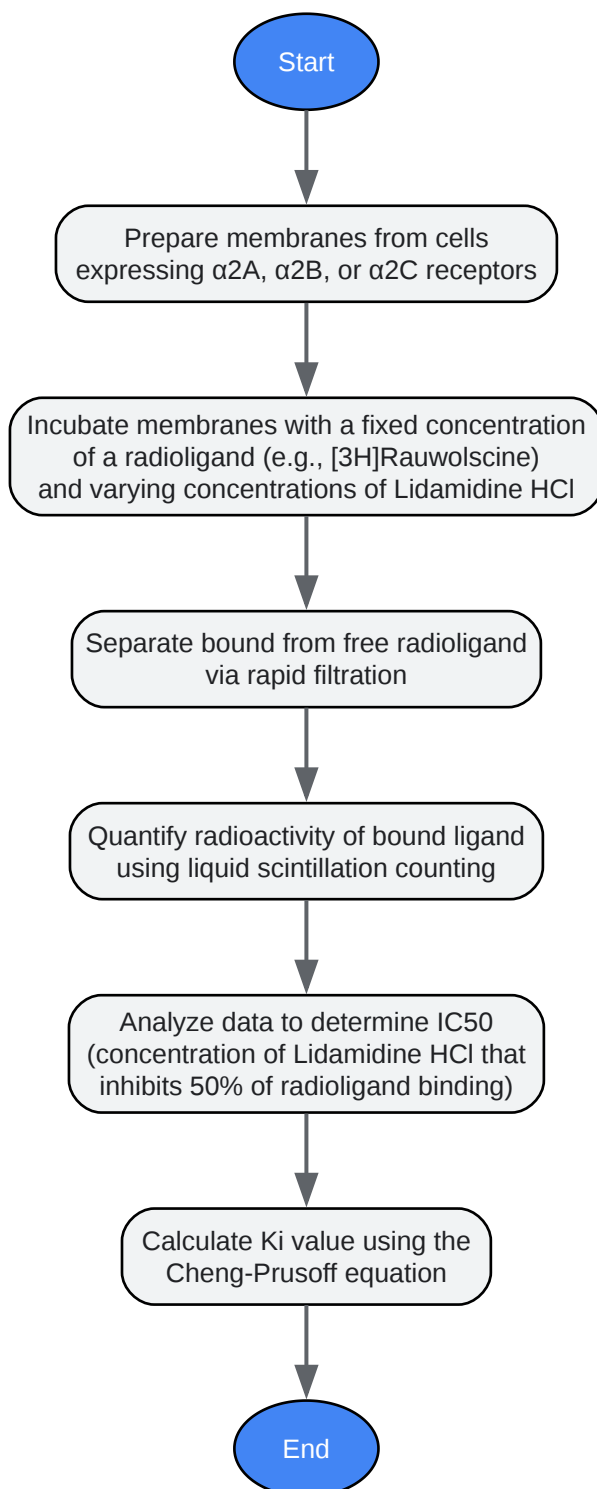 Start
Prepare membranes from cells
expressing α2A, α2B, or α2C receptors
Incubate membranes with a fixed concentration
of a radioligand (e.g., [3H]Rauwolscine)
and varying concentrations of Lidamidine HCl
Separate bound from free radioligand
via rapid filtration
Quantify radioactivity of bound ligand
using liquid scintillation counting
Analyze data to determine IC50
(concentration of Lidamidine HCl that
inhibits 50% of radioligand binding)
Calculate Ki value using the
Cheng-Prusoff equation
End